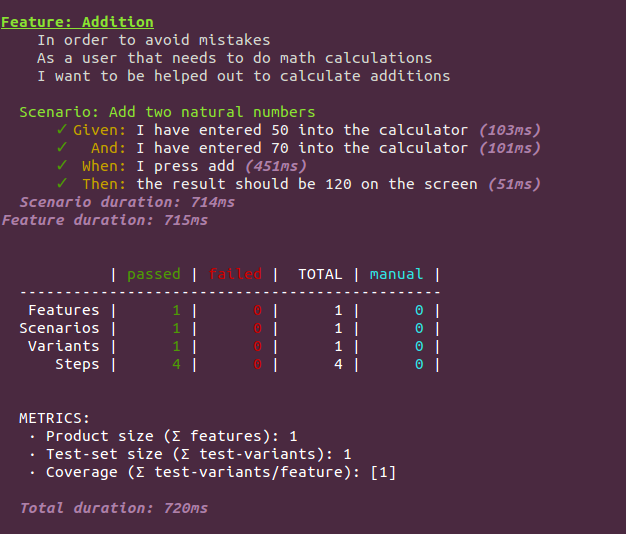 Feature: Addition
In order to avoid mistakes
As a user that needs to do math calculations
I want to be helped out to calculate additions
Scenario: Add two natural numbers
✓ Given: I have entered 50 into the calculator (103ms)
✓ And: I have entered 70 into the calculator (101ms)
✓ When: I press add (451ms)
✓ Then: the result should be 120 on the screen (51ms)
Scenario duration: 714ms
Feature duration: 715ms
| passed | failed | TOTAL | manual |
-----------------------------------------------
Features | 1 | 0 | 1 | 0 |
Scenarios | 1 | 0 | 1 | 0 |
Variants | 1 | 0 | 1 | 0 |
Steps | 4 | 0 | 4 | 0 |
METRICS:
· Product size (Σ features): 1
· Test-set size (Σ test-variants): 1
· Coverage (Σ test-variants/feature): [1]
Total duration: 720ms